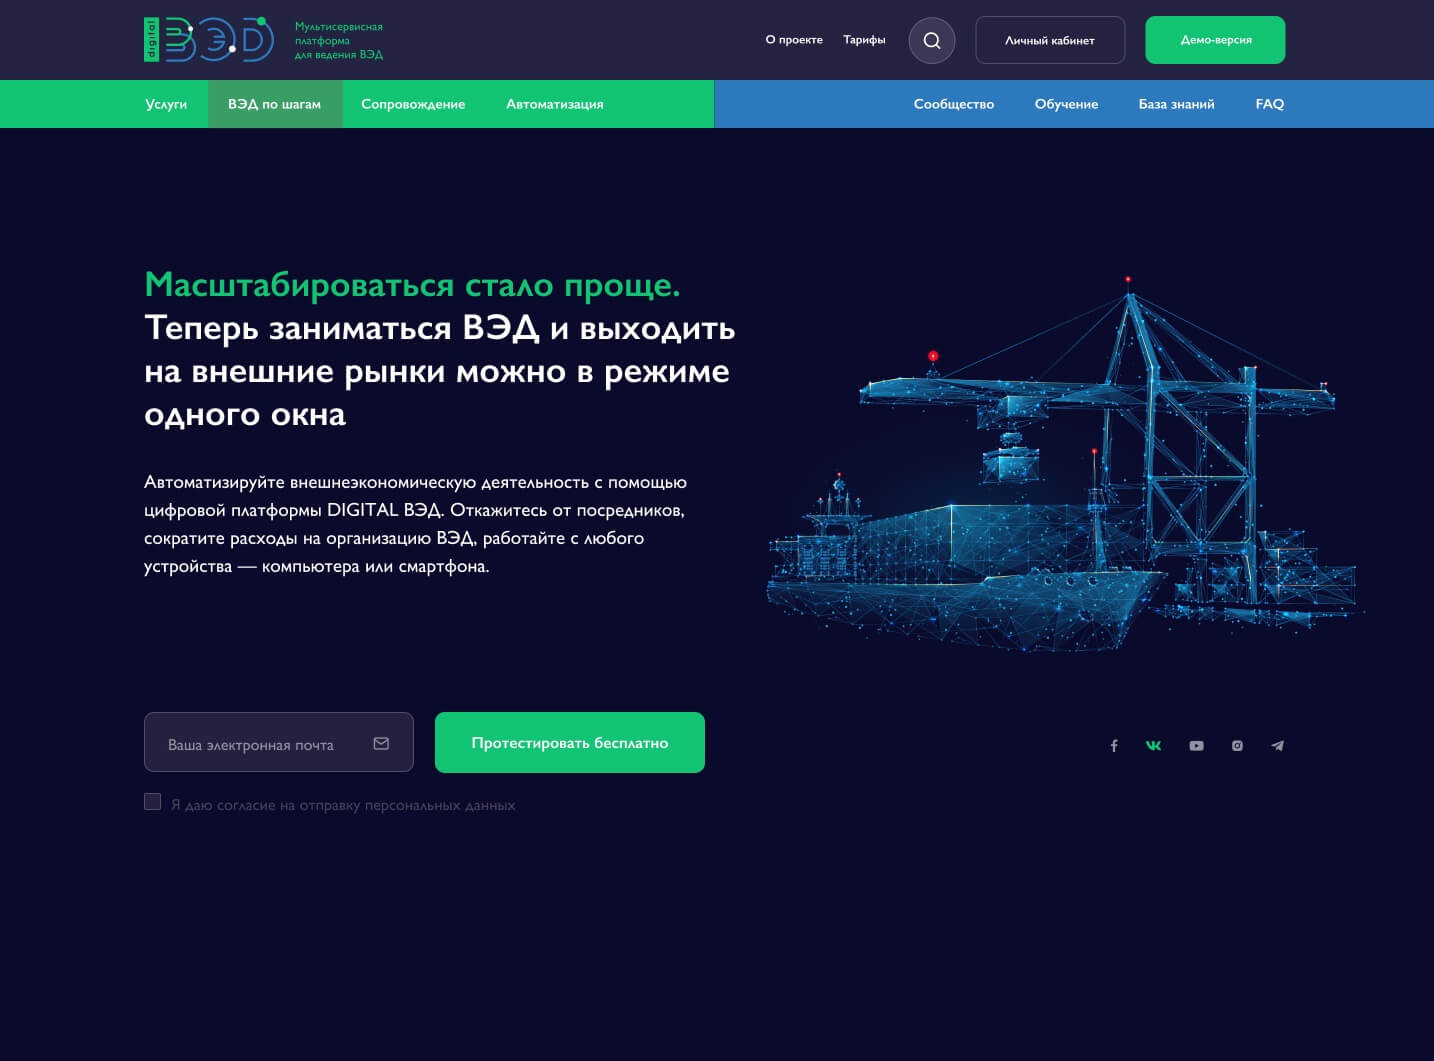 digital
ВЭД
Мультисервисная
платформа
для ведения ВЭД
О проекте
Тарифы
Личный кабинет
Демо-версия
Услуги
ВЭД по шагам
Сопровождение
Автоматизация
Сообщество
Обучение
База знаний
FAQ
Масштабироваться стало проще.
Теперь заниматься ВЭД и выходить
на внешние рынки можно в режиме
одного окна
Автоматизируйте внешнеэкономическую деятельность с помощью
цифровой платформы DIGITAL ВЭД. Откажитесь от посредников,
сократите расходы на организацию ВЭД, работайте с любого
устройства — компьютера или смартфона.
Ваша электронная почта
Протестировать бесплатно
Я даю согласие на отправку персональных данных